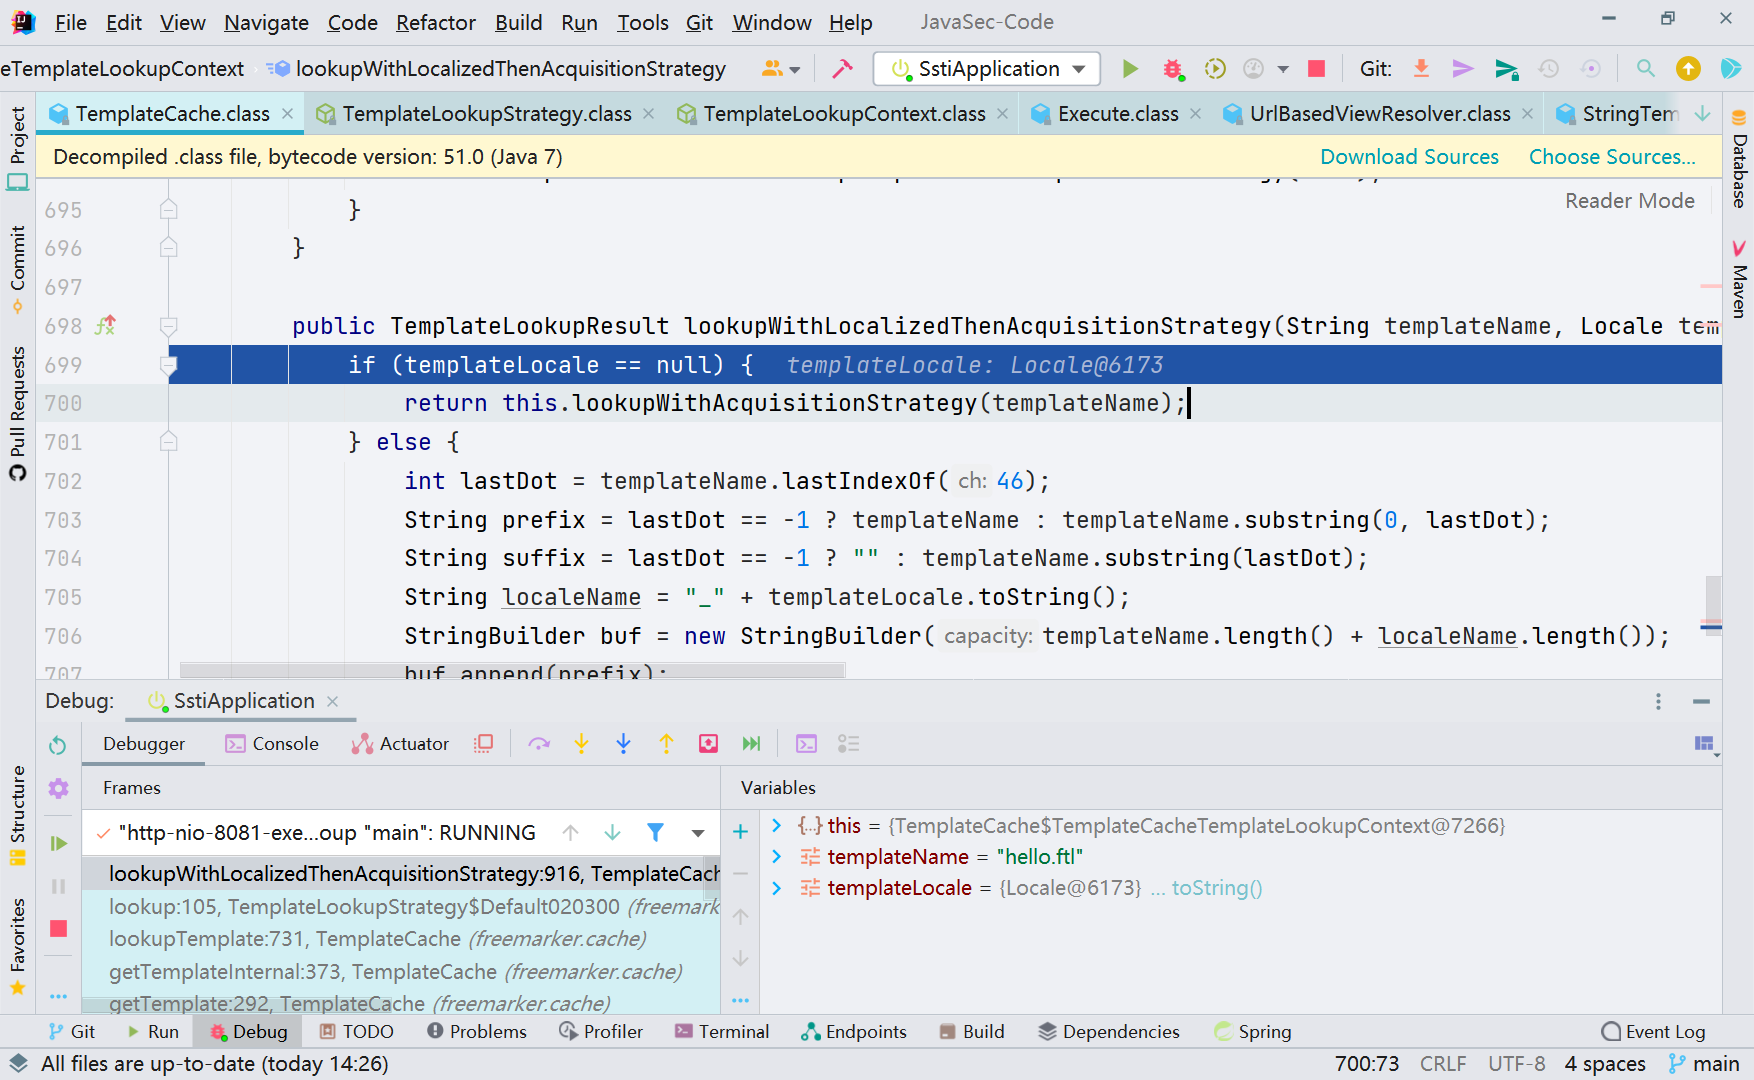 File Edit View Navigate Code Refactor Build Run Tools Git Window Help JavaSec-Code
eTemplateLookupContext lookupWithLocalizedThenAcquisitionStrategy SstiApplication Git:
TemplateCache.class TemplateLookupStrategy.class TemplateLookupContext.class Execute.class UrlBasedViewResolver.class StringTem
Decompiled .class file, bytecode version: 51.0 (Java 7) Download Sources Choose Sources...
Reader Mode
695 }
696 }
697
698 public TemplateLookupResult lookupWithLocalizedThenAcquisitionStrategy(String templateName, Locale tem
699 if (templateLocale == null) { templateLocale: Locale@6173
700 return this.lookupWithAcquisitionStrategy(templateName);
701 } else {
702 int lastDot = templateName.lastIndexOf( ch: 46);
703 String prefix = lastDot == -1 ? templateName : templateName.substring(0, lastDot);
704 String suffix = lastDot == -1 ? "" : templateName.substring(lastDot);
705 String localeName = "_" + templateLocale.toString();
706 StringBuilder buf = new StringBuilder( capacity: templateName.length() + localeName.length());
707 buf.append(prefix);
Project
Commit
Pull Requests
Structure
Favorites
Database
Maven
Debug: SstiApplication
Debugger Console Actuator
Frames
"http-nio-8081-exe...oup "main": RUNNING
lookupWithLocalizedThenAcquisitionStrategy:916, TemplateCach
lookup:105, TemplateLookupStrategy$Default020300 (freemark
lookupTemplate:731, TemplateCache (freemarker.cache)
getTemplateInternal:373, TemplateCache (freemarker.cache)
getTemplate:292, TemplateCache (freemarker.cache)
Variables
this = {TemplateCache$TemplateCacheTemplateLookupContext@7266}
templateName = "hello.ftl"
templateLocale = {Locale@6173} ... toString()
Git Run Debug TODO Problems Profiler Terminal Endpoints Build Dependencies Spring Event Log
All files are up-to-date (today 14:26) 700:73 CRLF UTF-8 4 spaces main